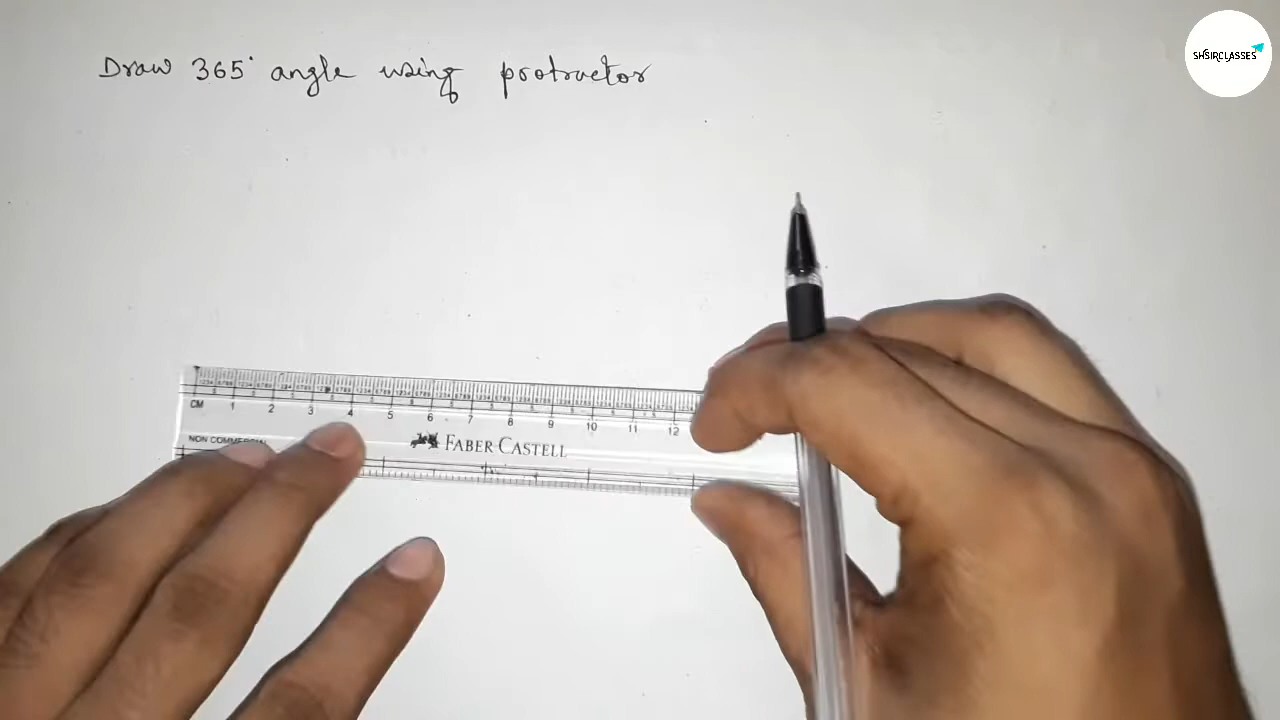 Draw 365° angle using protractor
SHSIRCLASSES
CM 1 2 3 4 5 6 7 8 9 10 11 12
FABER CASTELL
NON COMMERCIAL